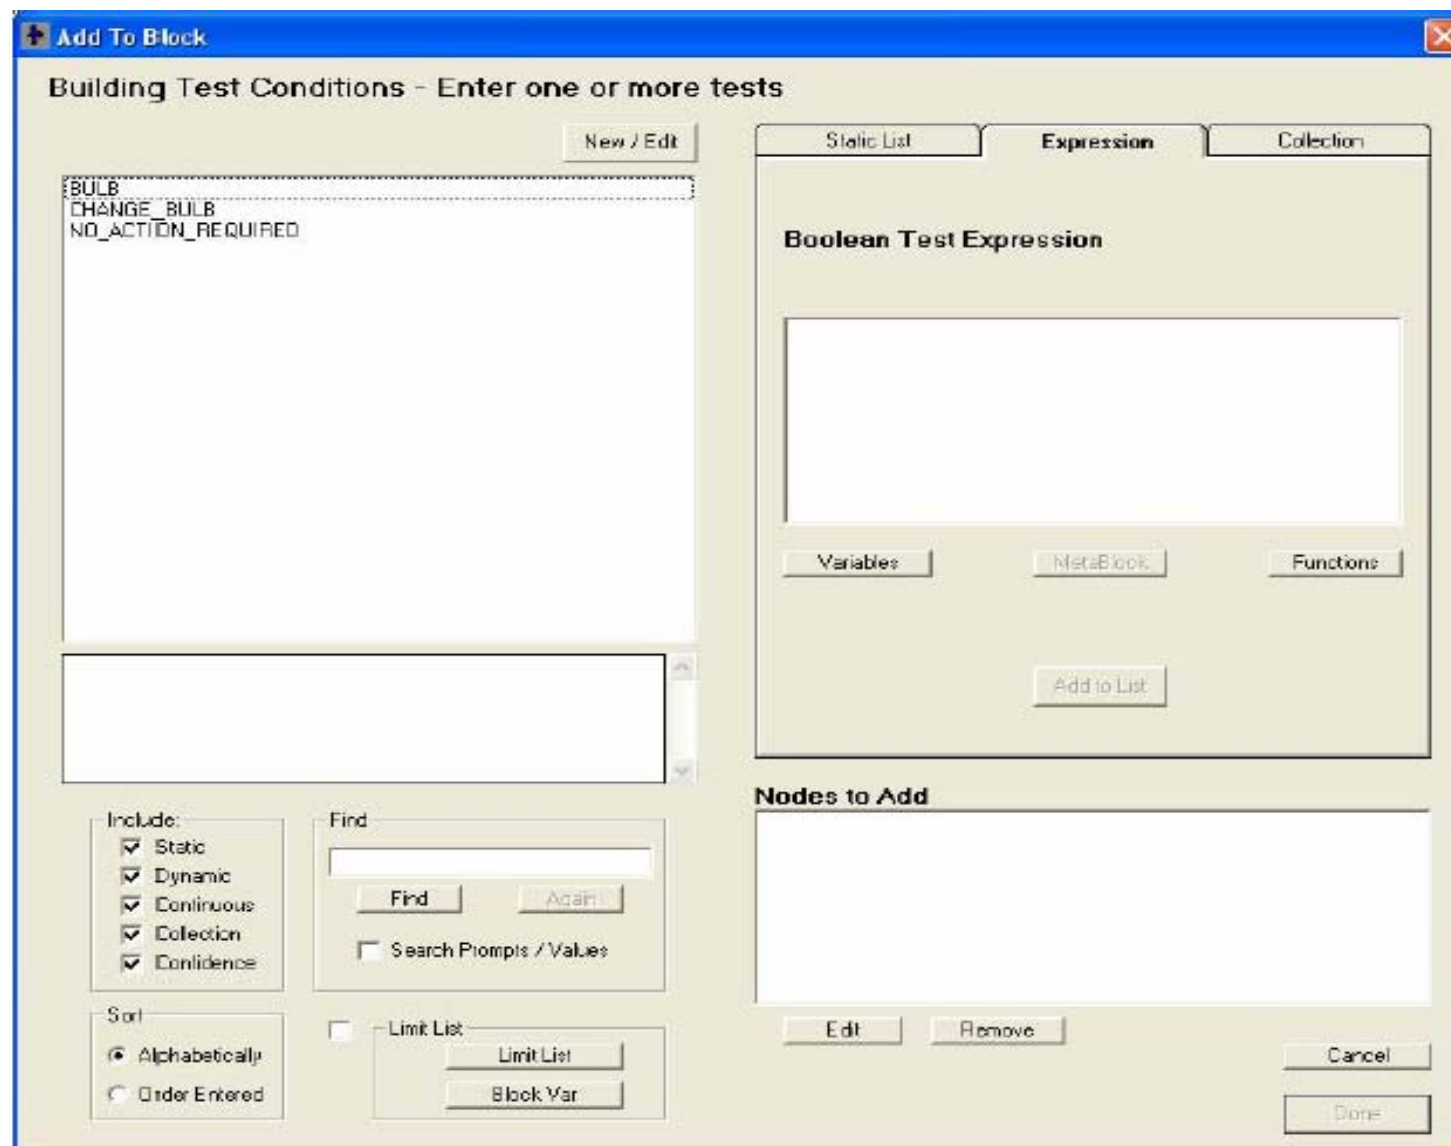 Add To Block
Building Test Conditions - Enter one or more tests
New / Edit
BULB
CHANGE_BULB
NO_ACTION_REQUIRED
Include:
Static
Dynamic
Continuous
Collection
Confidence
Sort
Alphabetically
Order Entered
Find
Find
Again
Search Prompts / Values
Limit List
Limit List
Block Var
Static List
Expression
Collection
Boolean Test Expression
Variables
MetaBlock
Functions
Add to List
Nodes to Add
Edit
Remove
Cancel
Done